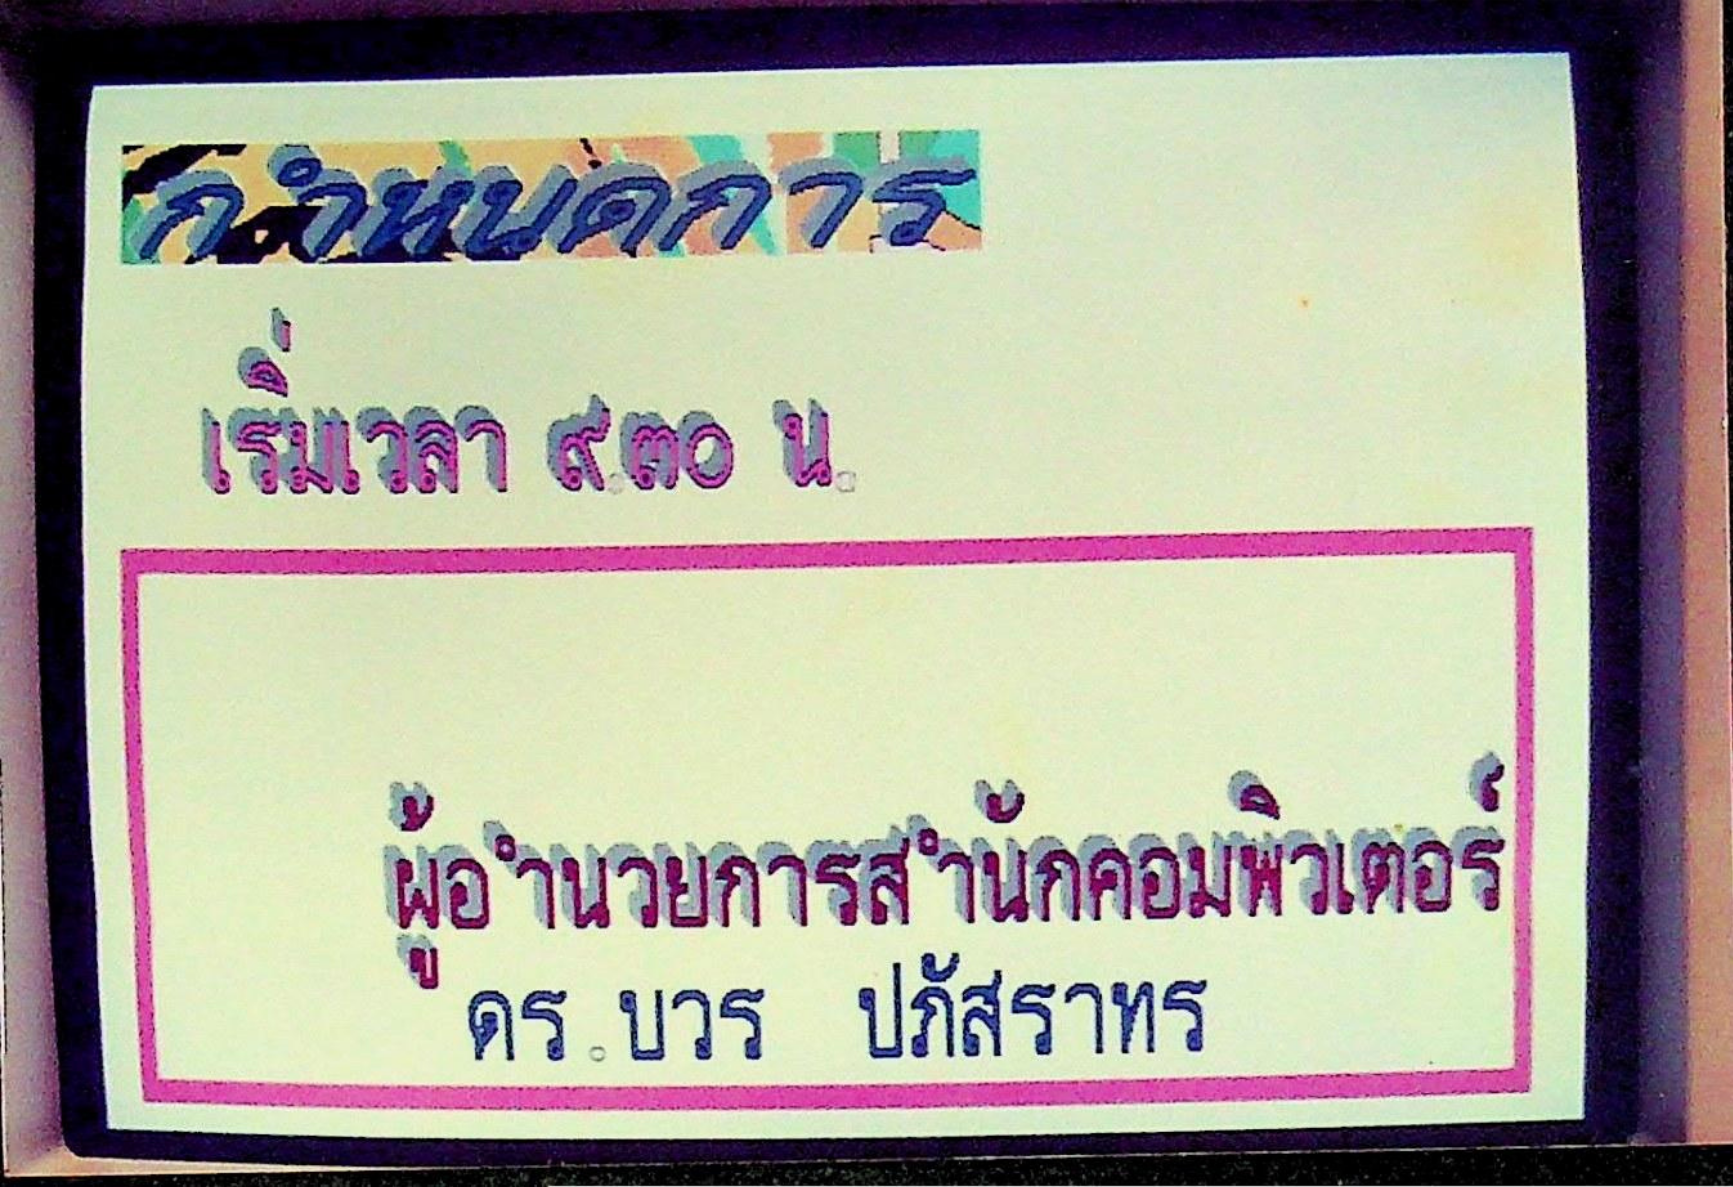 กำหนดการ
เริ่มเวลา ๙.๓๐ น.
ผู้อำนวยการสำนักคอมพิวเตอร์
ดร.บวร ปภัสราทร